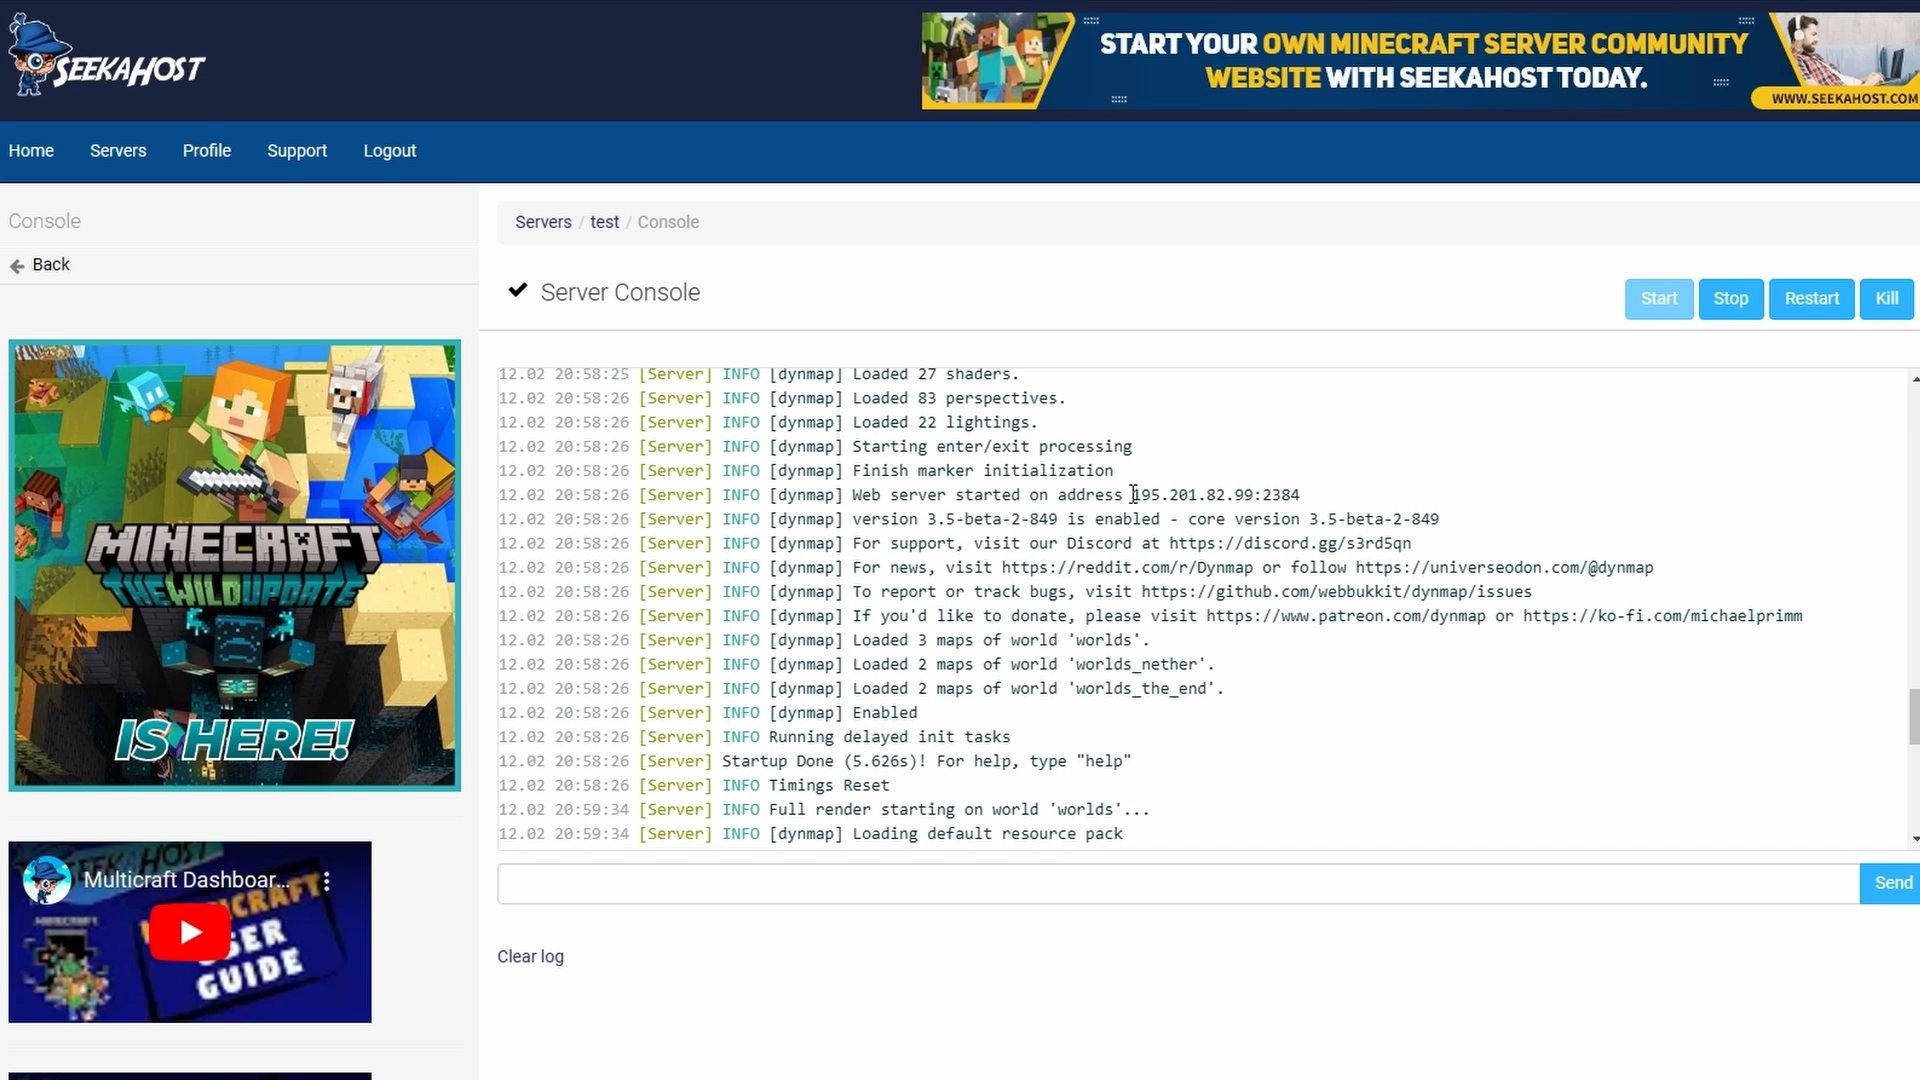 SEEKAHOST
START YOUR OWN MINECRAFT SERVER COMMUNITY
WEBSITE WITH SEEKAHOST TODAY.
WWW.SEEKAHOST.COM
Home
Servers
Profile
Support
Logout
Console
Back
Servers / test / Console
Server Console
Start
Stop
Restart
Kill
12.02 20:58:25 [Server] INFO [dynmap] Loaded 27 shaders.
12.02 20:58:26 [Server] INFO [dynmap] Loaded 83 perspectives.
12.02 20:58:26 [Server] INFO [dynmap] Loaded 22 lightings.
12.02 20:58:26 [Server] INFO [dynmap] Starting enter/exit processing
12.02 20:58:26 [Server] INFO [dynmap] Finish marker initialization
12.02 20:58:26 [Server] INFO [dynmap] Web server started on address 195.201.82.99:2384
12.02 20:58:26 [Server] INFO [dynmap] version 3.5-beta-2-849 is enabled - core version 3.5-beta-2-849
12.02 20:58:26 [Server] INFO [dynmap] For support, visit our Discord at https://discord.gg/s3rd5qn
12.02 20:58:26 [Server] INFO [dynmap] For news, visit https://reddit.com/r/Dynmap or follow https://universeodon.com/@dynmap
12.02 20:58:26 [Server] INFO [dynmap] To report or track bugs, visit https://github.com/webbukkit/dynmap/issues
12.02 20:58:26 [Server] INFO [dynmap] If you'd like to donate, please visit https://www.patreon.com/dynmap or https://ko-fi.com/michaelprimm
12.02 20:58:26 [Server] INFO [dynmap] Loaded 3 maps of world 'worlds'.
12.02 20:58:26 [Server] INFO [dynmap] Loaded 2 maps of world 'worlds_nether'.
12.02 20:58:26 [Server] INFO [dynmap] Loaded 2 maps of world 'worlds_the_end'.
12.02 20:58:26 [Server] INFO [dynmap] Enabled
12.02 20:58:26 [Server] INFO Running delayed init tasks
12.02 20:58:26 [Server] Startup Done (5.626s)! For help, type "help"
12.02 20:58:26 [Server] INFO Timings Reset
12.02 20:59:34 [Server] INFO Full render starting on world 'worlds'...
12.02 20:59:34 [Server] INFO [dynmap] Loading default resource pack
Send
Clear log
MINECRAFT
THE WILD UPDATE
IS HERE!
SEEKAHOST
Multicraft Dashboar...
USER
GUIDE